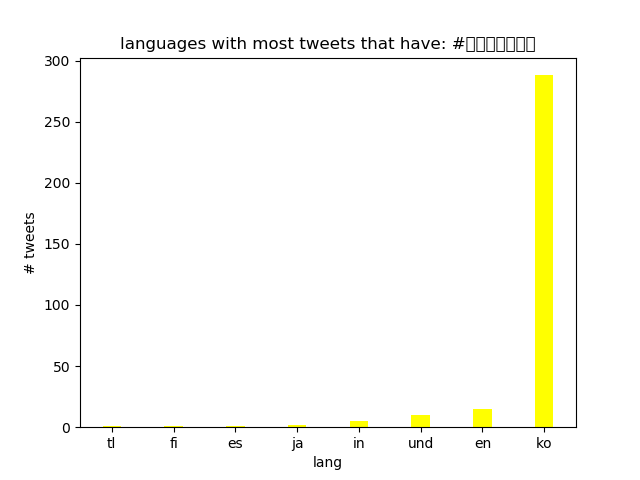 languages with most tweets that have: #
300
250
200
150
100
50
0
# tweets
tl fi es ja in und en ko
lang